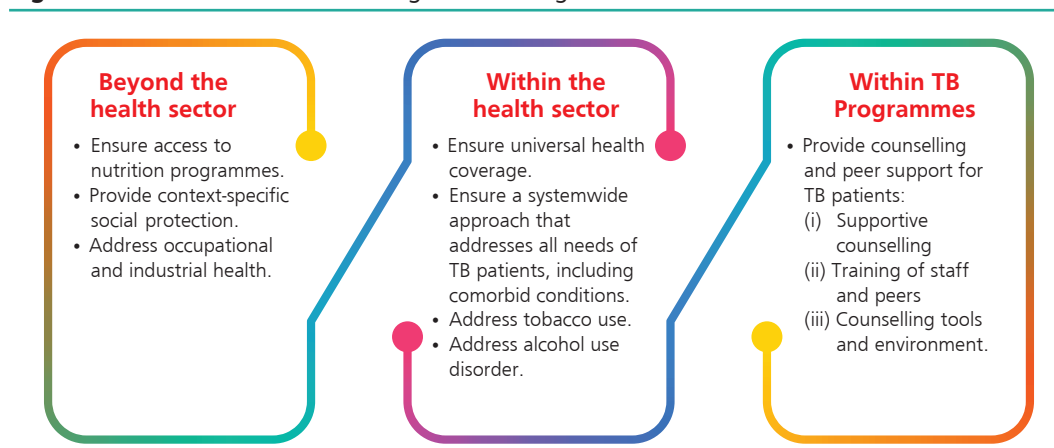 Beyond the
health sector
• Ensure access to
nutrition programmes.
• Provide context-specific
social protection.
• Address occupational
and industrial health.
Within the
health sector
• Ensure universal health
coverage.
• Ensure a systemwide
approach that
addresses all needs of
TB patients, including
comorbid conditions.
• Address tobacco use.
• Address alcohol use
disorder.
Within TB
Programmes
• Provide counselling
and peer support for
TB patients:
(i) Supportive
counselling
(ii) Training of staff
and peers
(iii) Counselling tools
and environment.